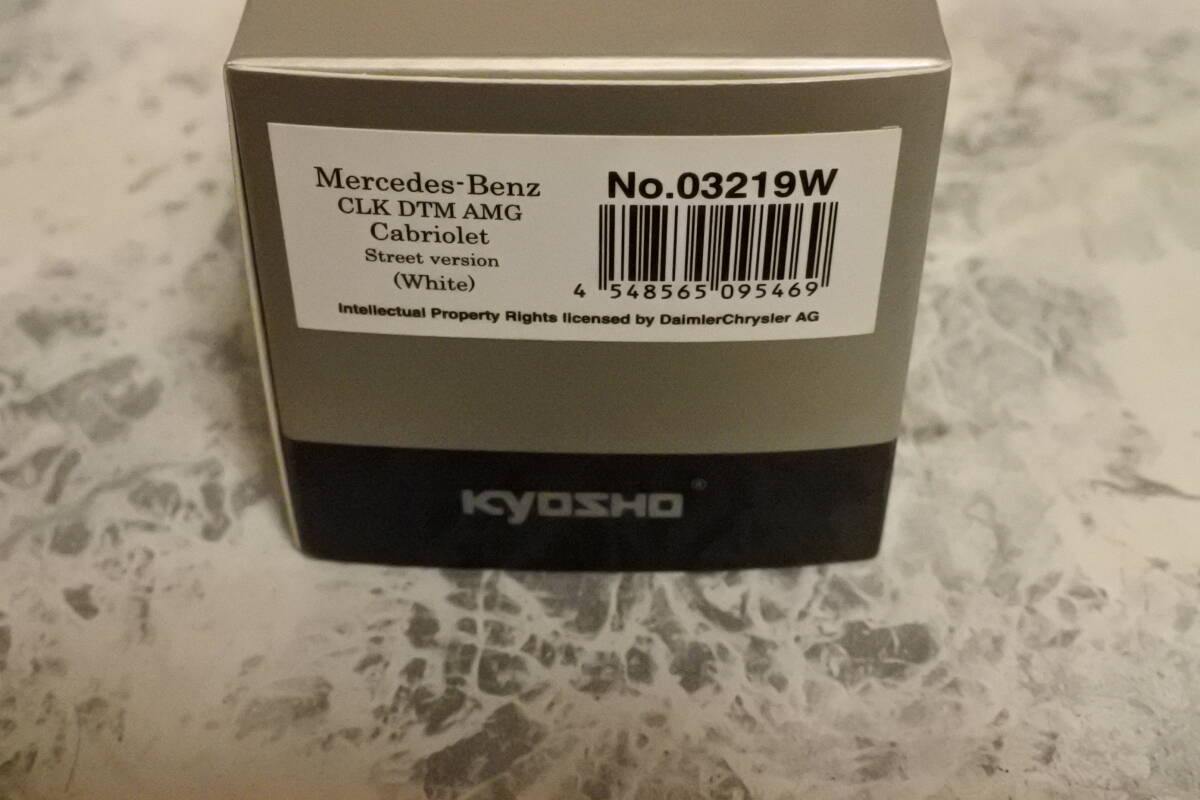 Mercedes-Benz
CLK DTM AMG
Cabriolet
Street version
(White)
No.03219W
4 548565 095469
Intellectual Property Rights licensed by DaimlerChrysler AG
KYOSHO®